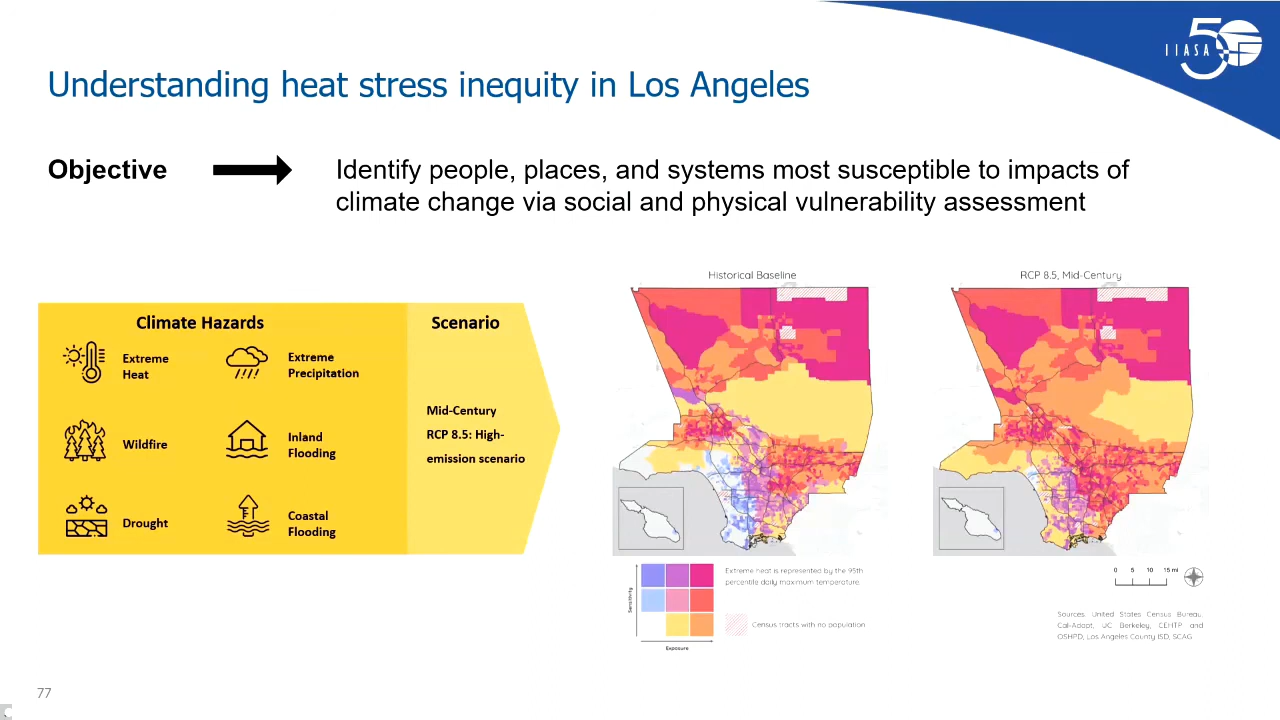 IIASA 50
Understanding heat stress inequity in Los Angeles
Objective
Identify people, places, and systems most susceptible to impacts of
climate change via social and physical vulnerability assessment
Climate Hazards
Scenario
Extreme
Heat
Extreme
Precipitation
Wildfire
Inland
Flooding
Drought
Coastal
Flooding
Mid-Century
RCP 8.5: High-
emission scenario
Historical Baseline
RCP 8.5, Mid-Century
Sensitivity
Exposure
Extreme heat is represented by the 95th
percentile daily maximum temperature.
Census tracts with no population
0 5 10 15 mi
Sources: United States Census Bureau,
Cal-Adapt, UC Berkeley, CEHTP and
OSHPD, Los Angeles County ISD, SCAG
77